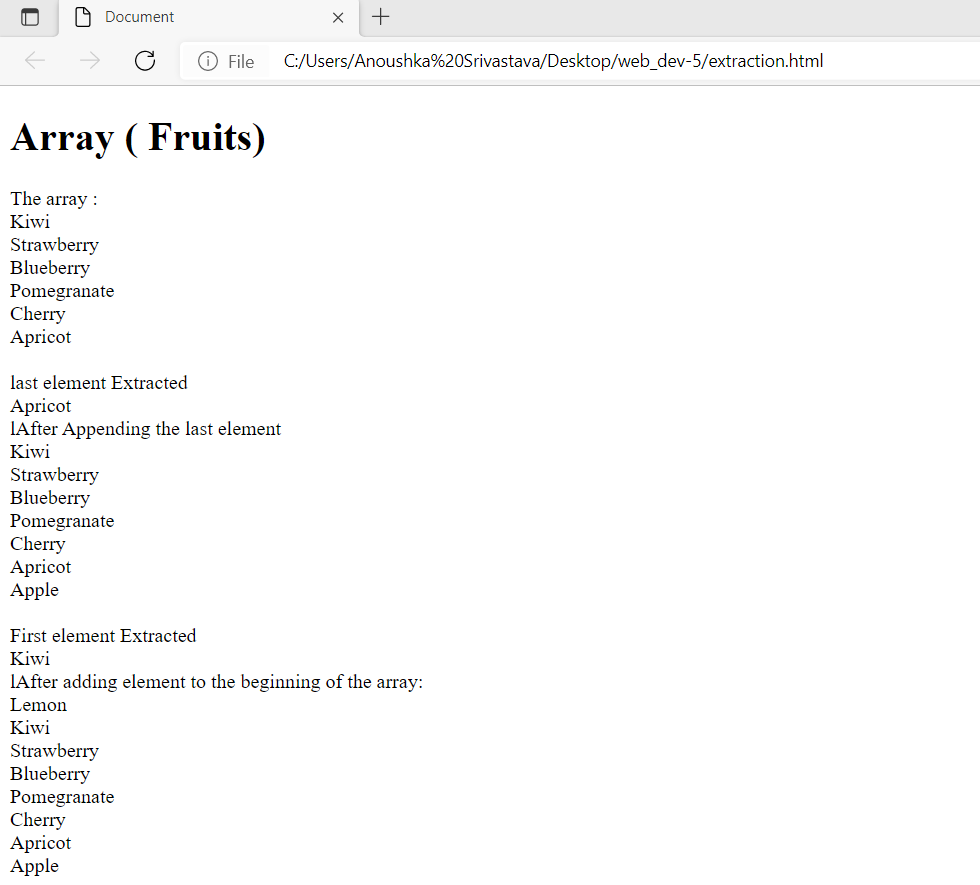 Document
File C:/Users/Anoushka%20Srivastava/Desktop/web_dev-5/extraction.html
Array ( Fruits)
The array :
Kiwi
Strawberry
Blueberry
Pomegranate
Cherry
Apricot
last element Extracted
Apricot
lAfter Appending the last element
Kiwi
Strawberry
Blueberry
Pomegranate
Cherry
Apricot
Apple
First element Extracted
Kiwi
lAfter adding element to the beginning of the array:
Lemon
Kiwi
Strawberry
Blueberry
Pomegranate
Cherry
Apricot
Apple